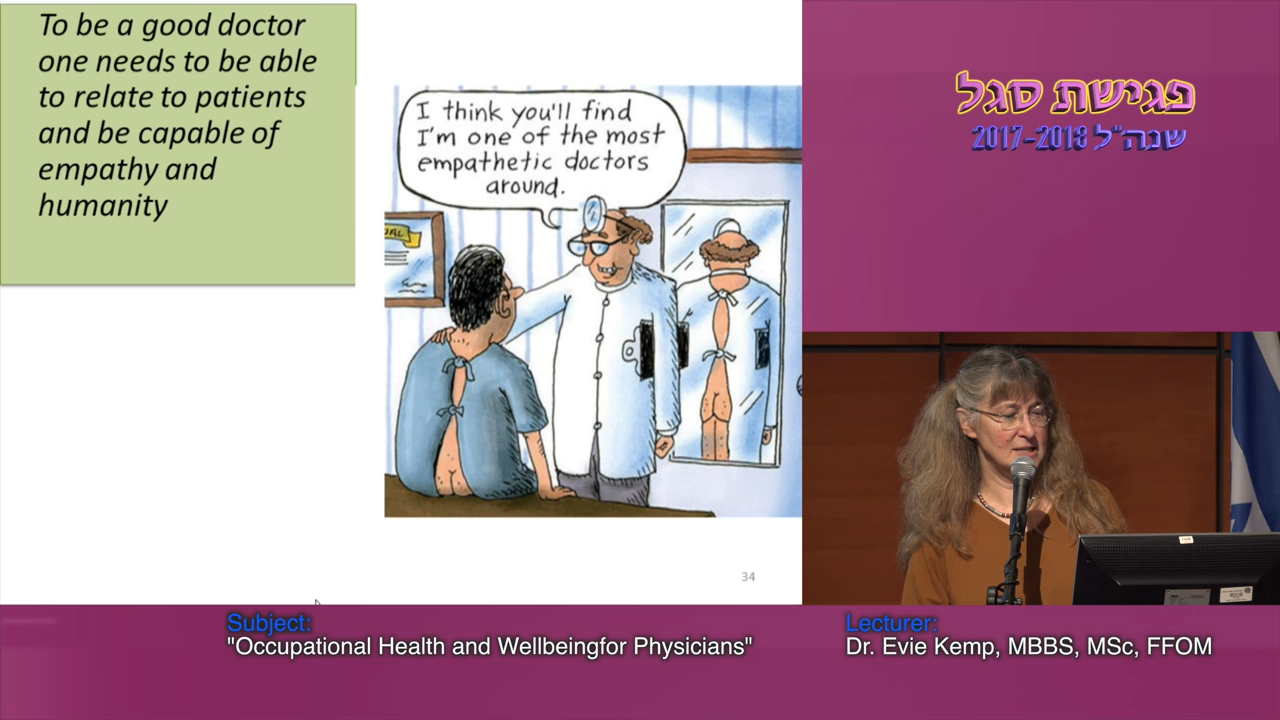 To be a good doctor
one needs to be able
to relate to patients
and be capable of
empathy and
humanity
I think you'll find
I'm one of the most
empathetic doctors
around.
34
פגישת סגל
שנה"ל 2017-2018
Subject:
"Occupational Health and Wellbeingfor Physicians"
Lecturer:
Dr. Evie Kemp, MBBS, MSc, FFOM